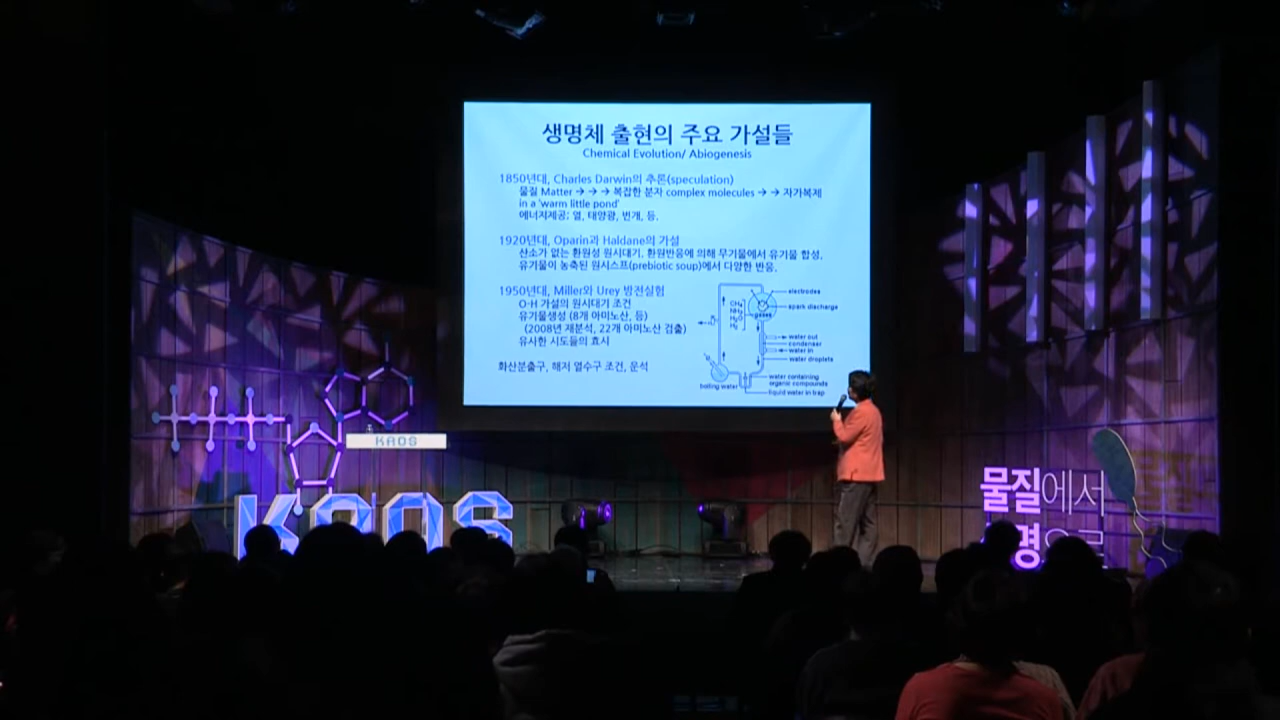 생명체 출현의 주요 가설들
Chemical Evolution/ Abiogenesis
1850년대, Charles Darwin의 추론(speculation)
물질 Matter → → → 복잡한 분자 complex molecules → → 자가복제
in a 'warm little pond'
에너지제공: 열, 태양광, 번개, 등.
1920년대, Oparin과 Haldane의 가설
산소가 없는 환원성 원시대기. 환원반응에 의해 무기물에서 유기물 합성.
유기물이 농축된 원시스프(prebiotic soup)에서 다양한 반응.
1950년대, Miller와 Urey 방전실험
O-H 가설의 원시대기 조건
유기물생성 (8개 아미노산, 등)
(2008년 재분석, 22개 아미노산 검출)
유사한 시도들의 효시
화산분출구, 해저 열수구 조건, 운석
electrodes
spark discharge
CH4
NH3
H2O
H2
gases
water out
condenser
water in
water droplets
water containing
organic compounds
boiling water
liquid water in trap
KAOS
KAOS
물질에서
명으로